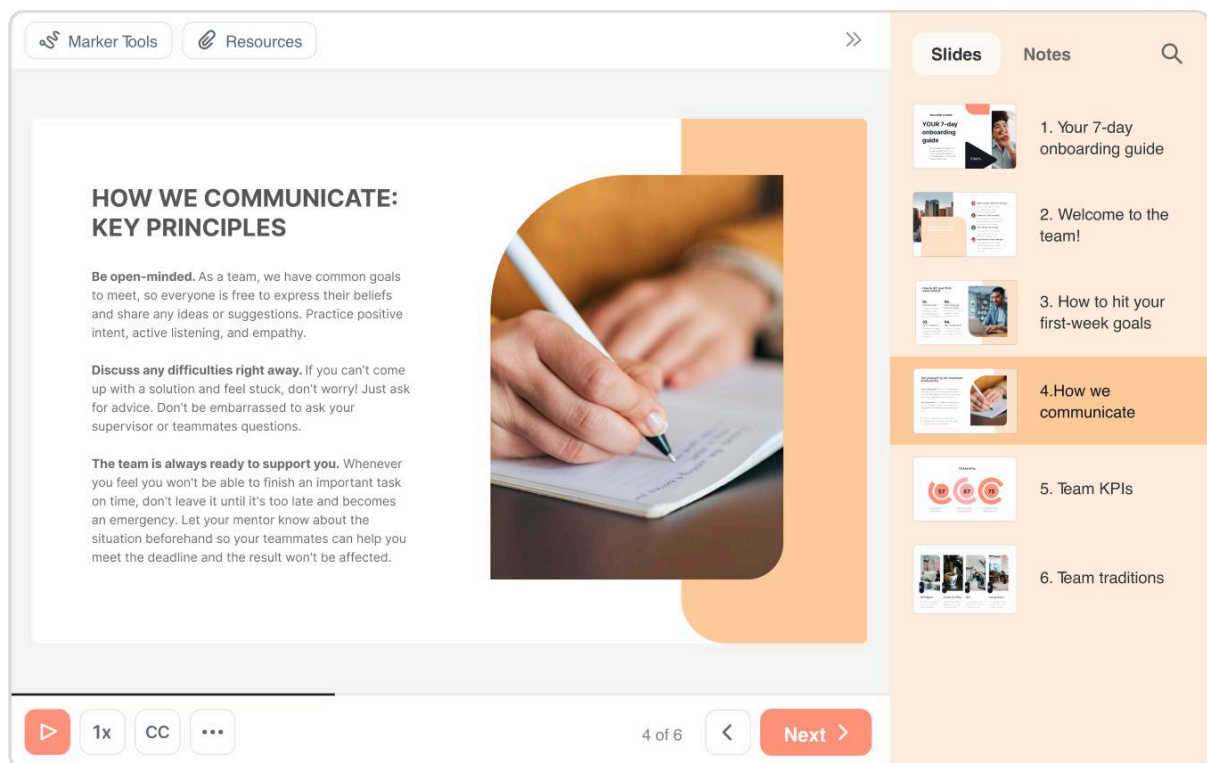 Marker Tools
Resources
HOW WE COMMUNICATE:
KEY PRINCIPLES
Be open-minded. As a team, we have common goals
to meet, so everyone is free to express their beliefs
and share any ideas or suggestions. Practice positive
intent, active listening, empathy.
Discuss any difficulties right away. If you can't come
up with a solution and feel stuck, don't worry! Just ask
for advice. Don't be embarrassed to ask your
supervisor or teammates questions.
The team is always ready to support you. Whenever
you feel you won't be able to finish an important task
on time, don't leave it until it's too late and becomes
an emergency. Let your mentor know about the
situation beforehand so your teammates can help you
meet the deadline and the result won't be affected.
1x
CC
4 of 6
Next
Slides
Notes
YOUR 7-day
onboarding
guide
1. Your 7-day
onboarding guide
2. Welcome to the
team!
3. How to hit your
first-week goals
4.How we
communicate
57
67
75
5. Team KPIs
6. Team traditions